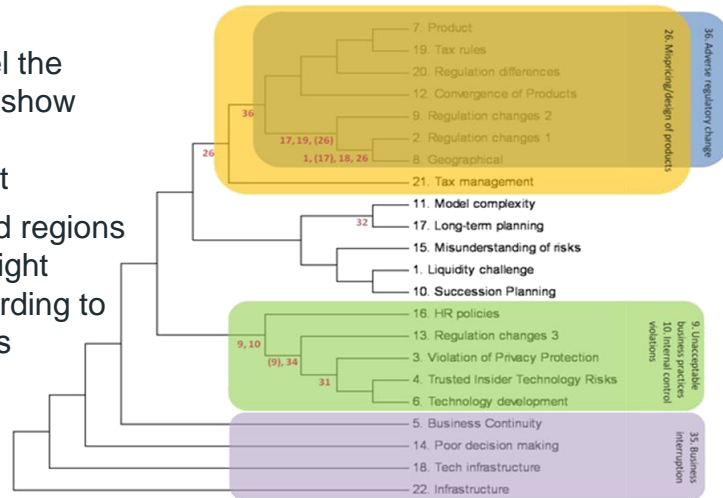 el the
show
t
d regions
ight
ording to
s
7. Product
19. Tax rules
20. Regulation differences
12. Convergence of Products
9. Regulation changes 2
2. Regulation changes 1
8. Geographical
21. Tax management
11. Model complexity
17. Long-term planning
15. Misunderstanding of risks
1. Liquidity challenge
10. Succession Planning
16. HR policies
13. Regulation changes 3
3. Violation of Privacy Protection
4. Trusted Insider Technology Risks
6. Technology development
5. Business Continuity
14. Poor decision making
18. Tech infrastructure
22. Infrastructure
36
26
17, 19, (26)
1, (17), 18, 26
32
9, 10
(9), 34
31
26. Mispricing/design of products
36. Adverse regulatory change
9. Unacceptable
business practices
10. Internal control
violations
35. Business
interruption